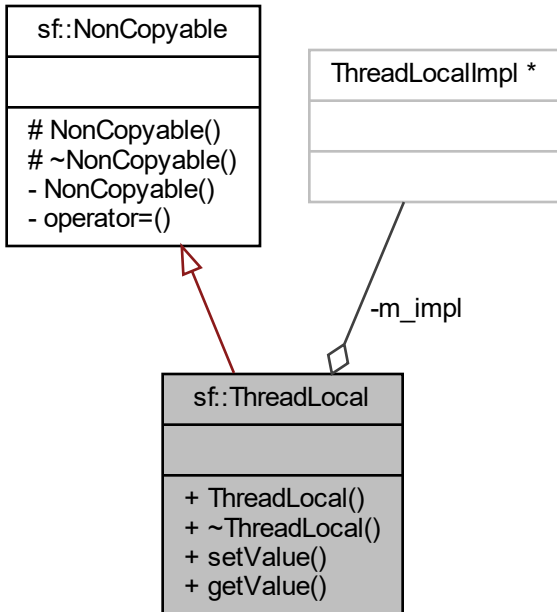 sf::NonCopyable
# NonCopyable()
# ~NonCopyable()
- NonCopyable()
- operator=()
ThreadLocalImpl *
-m_impl
sf::ThreadLocal
+ ThreadLocal()
+ ~ThreadLocal()
+ setValue()
+ getValue()